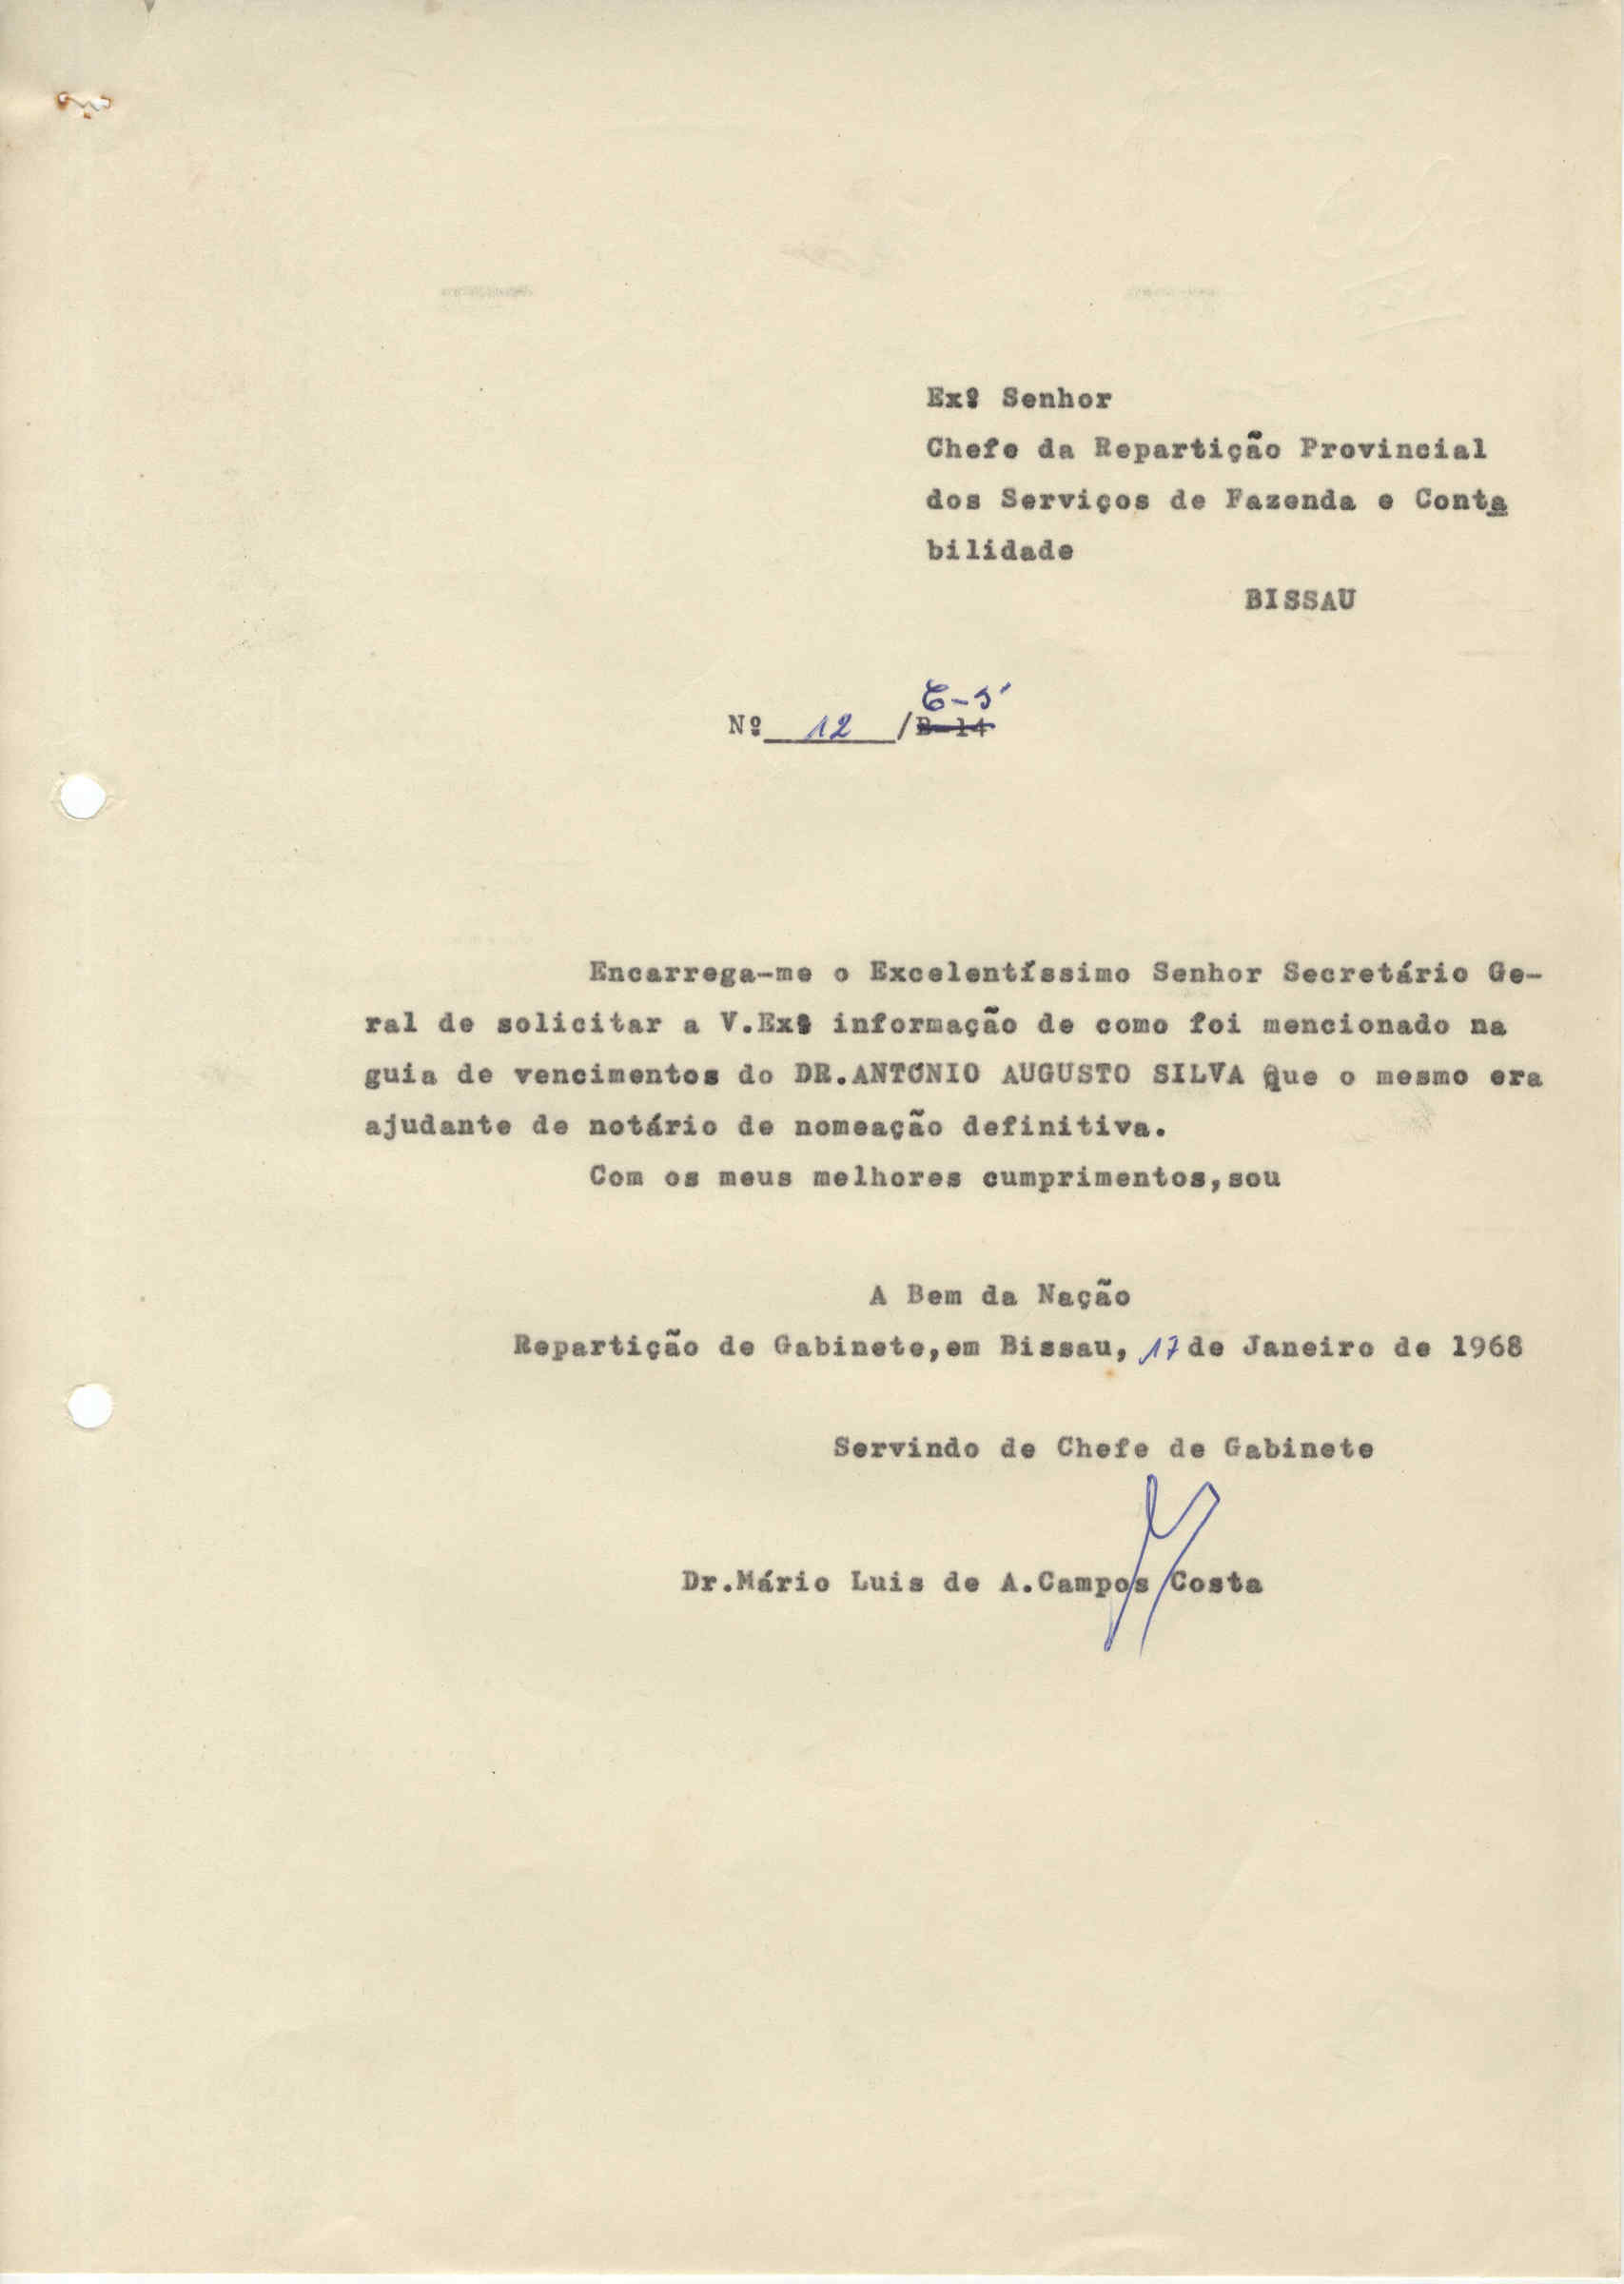 Exº Senhor
Chefe da Repartição Provincial
dos Serviços de Fazenda e Conta
bilidade
BISSAU
Nº 12 /B-14
Encarrega-me o Excelentíssimo Senhor Secretário Ge-
ral de solicitar a V.Exª informação de como foi mencionado na
guia de vencimentos do DR.ANTÓNIO AUGUSTO SILVA que o mesmo era
ajudante de notário de nomeação definitiva.
Com os meus melhores cumprimentos,sou
A Bem da Nação
Repartição de Gabinete,em Bissau, 17 de Janeiro de 1968
Servindo de Chefe de Gabinete
Dr.Mário Luis de A.Campos Costa